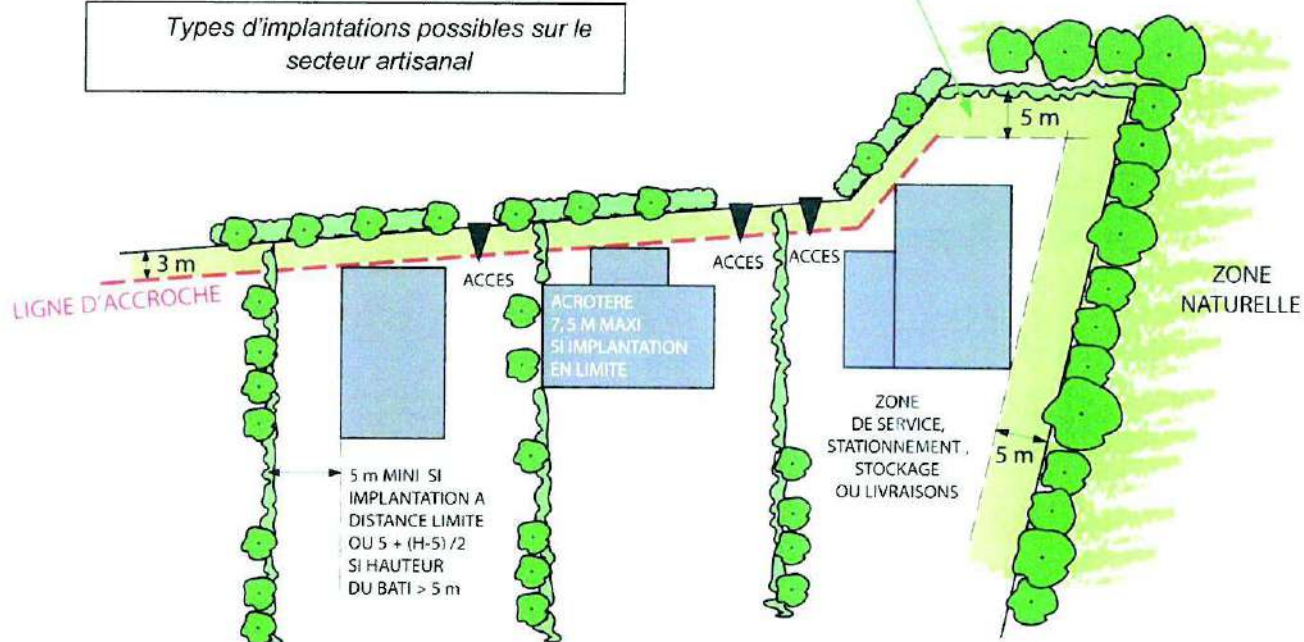 Types d'implantations possibles sur le
secteur artisanal
5 m
3 m
LIGNE D'ACCROCHE
ACCES
ACCES
ACCES
ZONE
NATURELLE
ACROTERE
7,5 M MAXI
SI IMPLANTATION
EN LIMITE
5 m MINI SI
IMPLANTATION A
DISTANCE LIMITE
OU 5 + (H-5) /2
SI HAUTEUR
DU BATI > 5 m
ZONE
DE SERVICE,
STATIONNEMENT,
STOCKAGE
OU LIVRAISONS
5 m